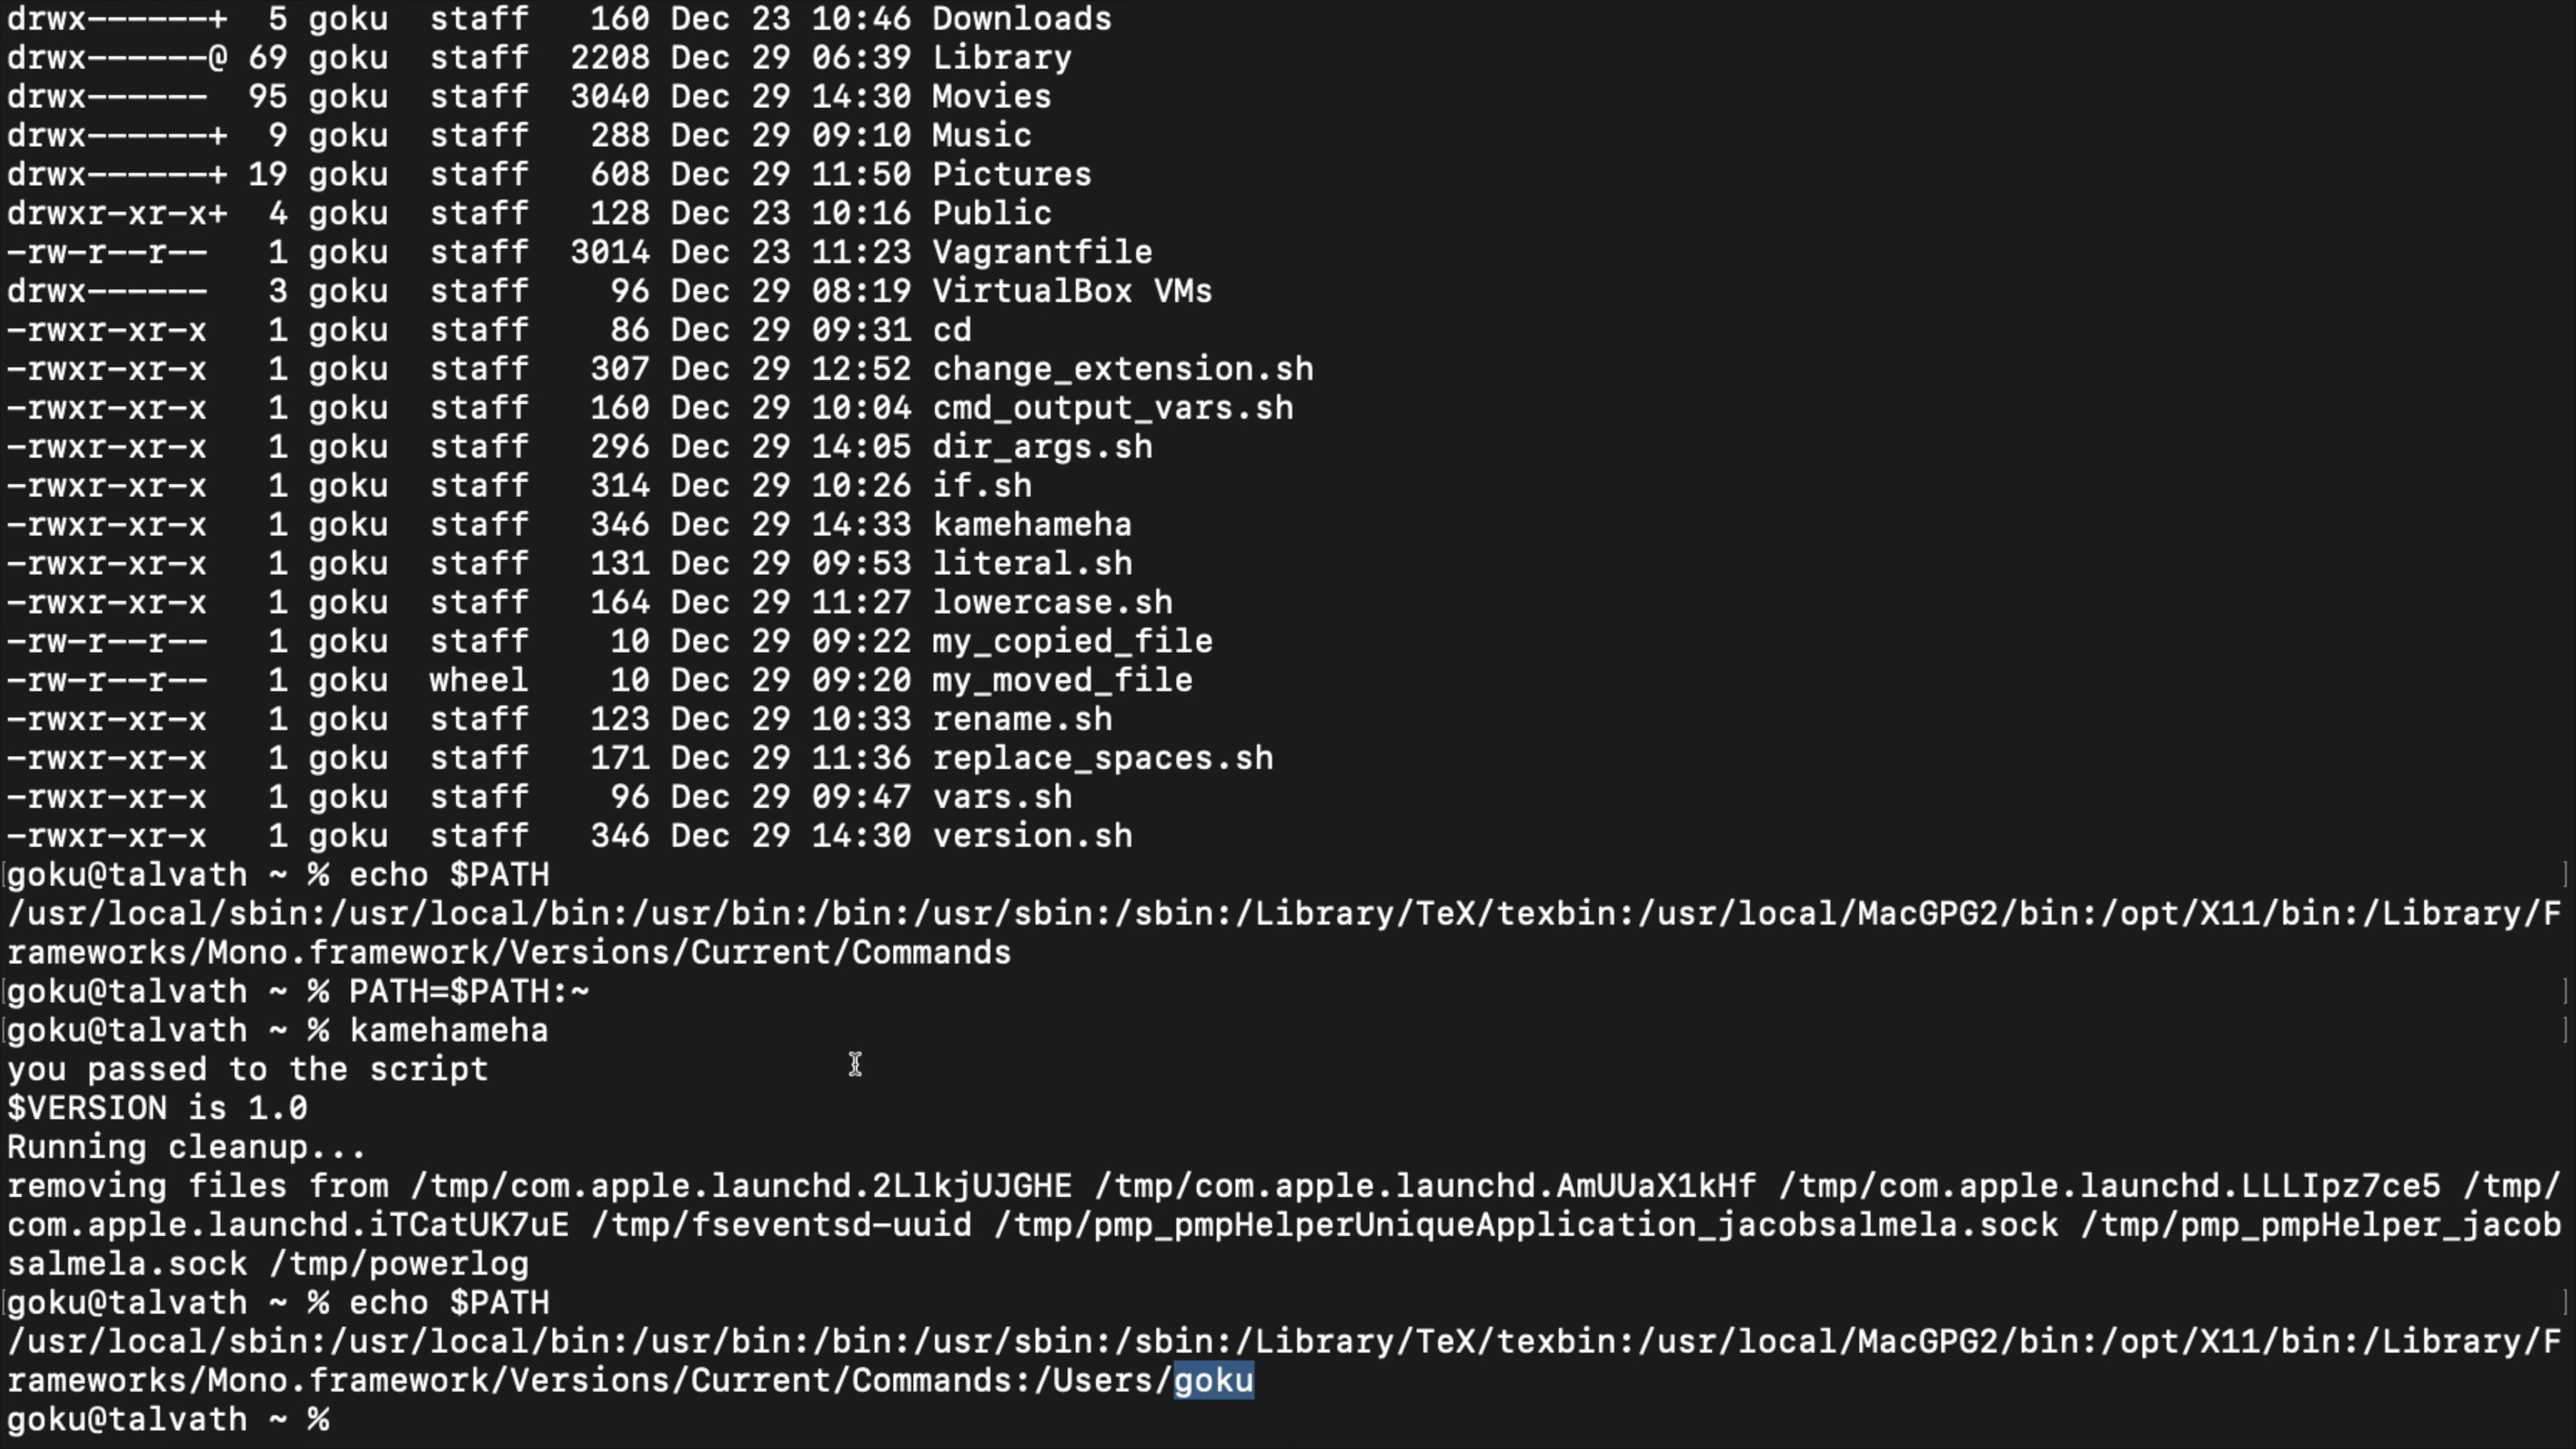 drwx------+  5 goku  staff   160 Dec 23 10:46 Downloads
drwx------@ 69 goku  staff  2208 Dec 29 06:39 Library
drwx------  95 goku  staff  3040 Dec 29 14:30 Movies
drwx------+  9 goku  staff   288 Dec 29 09:10 Music
drwx------+ 19 goku  staff   608 Dec 29 11:50 Pictures
drwxr-xr-x+  4 goku  staff   128 Dec 23 10:16 Public
-rw-r--r--   1 goku  staff  3014 Dec 23 11:23 Vagrantfile
drwx------   3 goku  staff    96 Dec 29 08:19 VirtualBox VMs
-rwxr-xr-x   1 goku  staff    86 Dec 29 09:31 cd
-rwxr-xr-x   1 goku  staff   307 Dec 29 12:52 change_extension.sh
-rwxr-xr-x   1 goku  staff   160 Dec 29 10:04 cmd_output_vars.sh
-rwxr-xr-x   1 goku  staff   296 Dec 29 14:05 dir_args.sh
-rwxr-xr-x   1 goku  staff   314 Dec 29 10:26 if.sh
-rwxr-xr-x   1 goku  staff   346 Dec 29 14:33 kamehameha
-rwxr-xr-x   1 goku  staff   131 Dec 29 09:53 literal.sh
-rwxr-xr-x   1 goku  staff   164 Dec 29 11:27 lowercase.sh
-rw-r--r--   1 goku  staff    10 Dec 29 09:22 my_copied_file
-rw-r--r--   1 goku  wheel    10 Dec 29 09:20 my_moved_file
-rwxr-xr-x   1 goku  staff   123 Dec 29 10:33 rename.sh
-rwxr-xr-x   1 goku  staff   171 Dec 29 11:36 replace_spaces.sh
-rwxr-xr-x   1 goku  staff    96 Dec 29 09:47 vars.sh
-rwxr-xr-x   1 goku  staff   346 Dec 29 14:30 version.sh
[goku@talvath ~ % echo $PATH ]
/usr/local/sbin:/usr/local/bin:/usr/bin:/bin:/usr/sbin:/sbin:/Library/TeX/texbin:/usr/local/MacGPG2/bin:/opt/X11/bin:/Library/F
rameworks/Mono.framework/Versions/Current/Commands
[goku@talvath ~ % PATH=$PATH:~ ]
[goku@talvath ~ % kamehameha ]
you passed to the script
$VERSION is 1.0
Running cleanup...
removing files from /tmp/com.apple.launchd.2LlkjUJGHE /tmp/com.apple.launchd.AmUUaX1kHf /tmp/com.apple.launchd.LLLIpz7ce5 /tmp/
com.apple.launchd.iTCatUK7uE /tmp/fseventsd-uuid /tmp/pmp_pmpHelperUniqueApplication_jacobsalmela.sock /tmp/pmp_pmpHelper_jacob
salmela.sock /tmp/powerlog
[goku@talvath ~ % echo $PATH ]
/usr/local/sbin:/usr/local/bin:/usr/bin:/bin:/usr/sbin:/sbin:/Library/TeX/texbin:/usr/local/MacGPG2/bin:/opt/X11/bin:/Library/F
rameworks/Mono.framework/Versions/Current/Commands:/Users/goku
goku@talvath ~ %